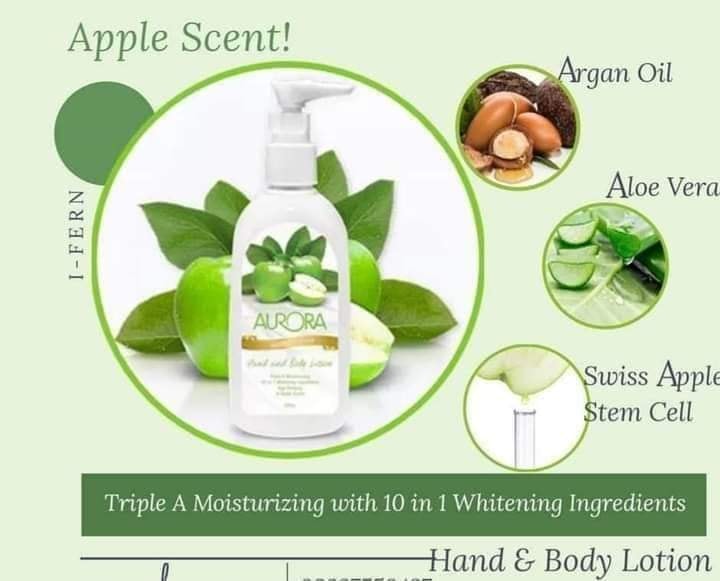 Apple Scent!
Argan Oil
Aloe Vera
I-FERN
AURORA
Hand and Body Lotion
Swiss Apple
Stem Cell
Triple A Moisturizing with 10 in 1 Whitening Ingredients
Hand & Body Lotion